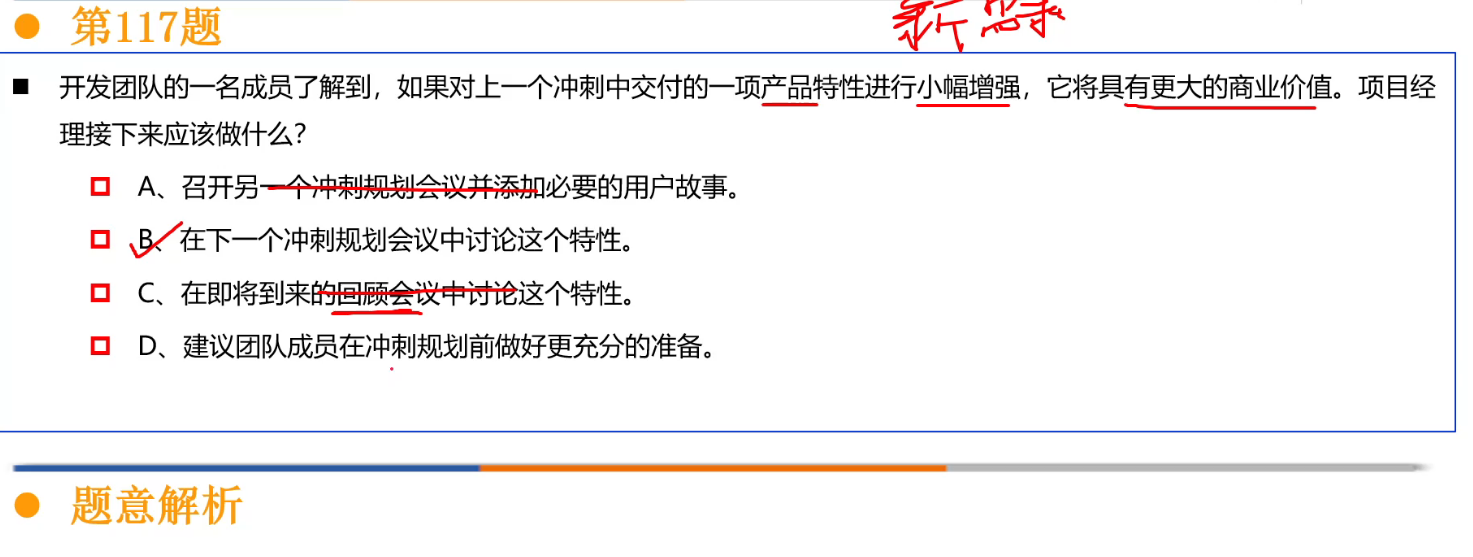 第117题
新需求
开发团队的一名成员了解到，如果对上一个冲刺中交付的一项产品特性进行小幅增强，它将具有更大的商业价值。项目经
理接下来应该做什么？
A、召开另一个冲刺规划会议并添加必要的用户故事。
B、在下一个冲刺规划会议中讨论这个特性。
C、在即将到来的回顾会议中讨论这个特性。
D、建议团队成员在冲刺规划前做好更充分的准备。
题意解析